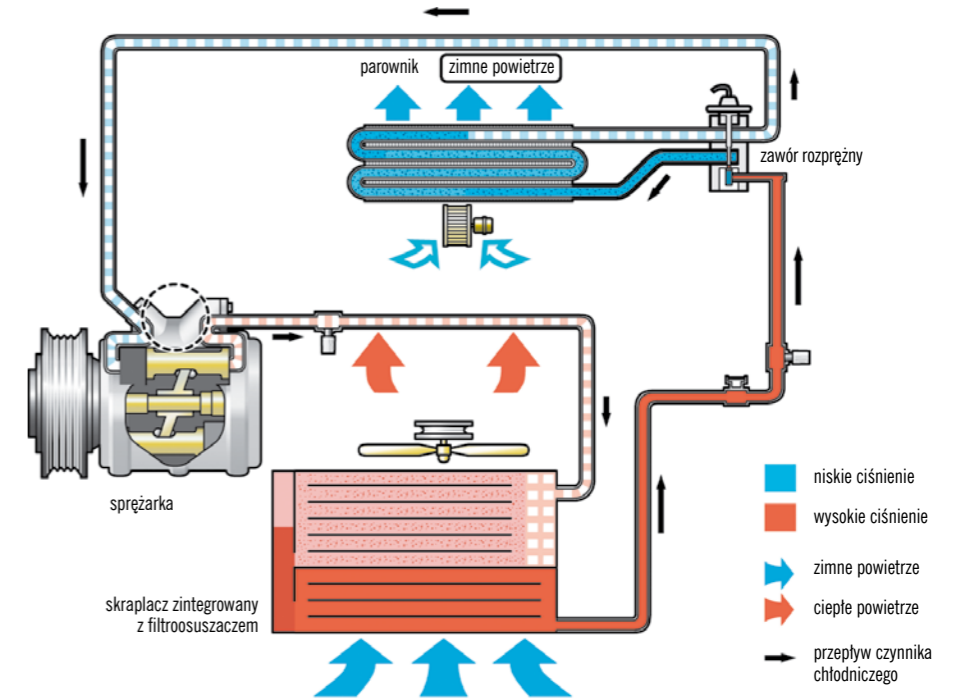 parownik
zimne powietrze
zawór rozprężny
sprężarka
skraplacz zintegrowany
z filtroosuszaczem
niskie ciśnienie
wysokie ciśnienie
zimne powietrze
ciepłe powietrze
przepływ czynnika
chłodniczego